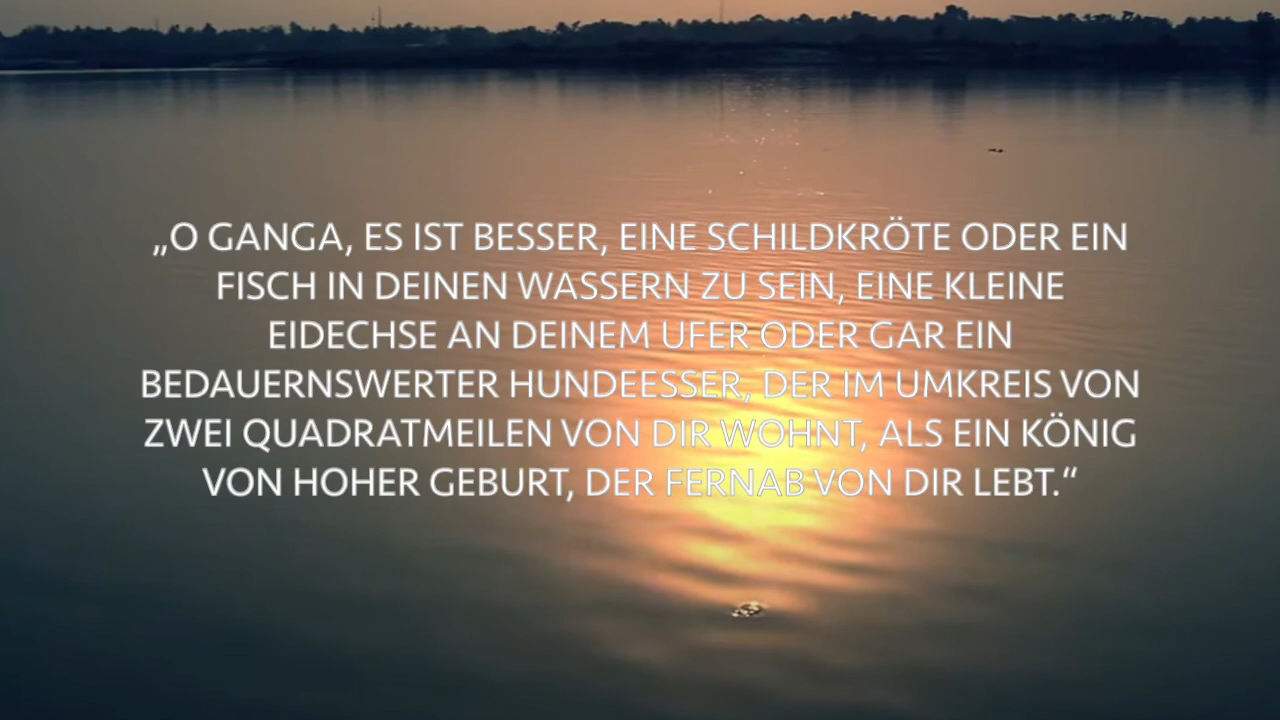 „O GANGA, ES IST BESSER, EINE SCHILDKRÖTE ODER EIN
FISCH IN DEINEN WASSERN ZU SEIN, EINE KLEINE
EIDECHSE AN DEINEM UFER ODER GAR EIN
BEDAUERNSWERTER HUNDEESSER, DER IM UMKREIS VON
ZWEI QUADRATMEILEN VON DIR WOHNT, ALS EIN KÖNIG
VON HOHER GEBURT, DER FERNAB VON DIR LEBT.“